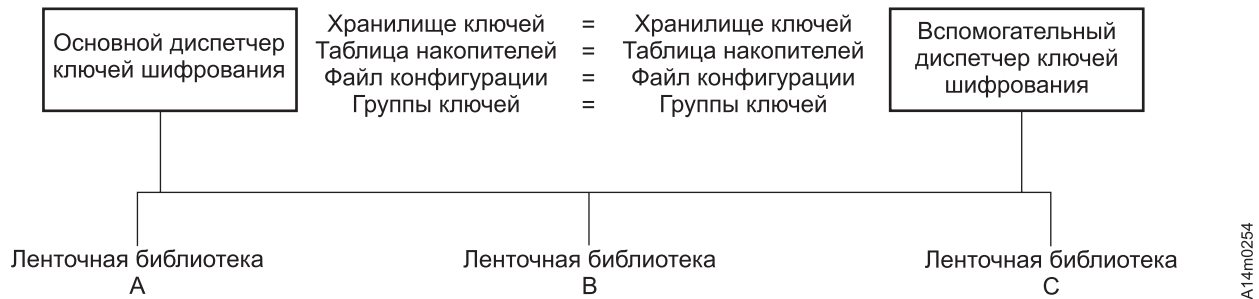 Основной диспетчер
ключей шифрования
Хранилище ключей = Хранилище ключей
Таблица накопителей = Таблица накопителей
Файл конфигурации = Файл конфигурации
Группы ключей = Группы ключей
Вспомогательный
диспетчер ключей
шифрования
Ленточная библиотека
A
Ленточная библиотека
B
Ленточная библиотека
C
A14m0254